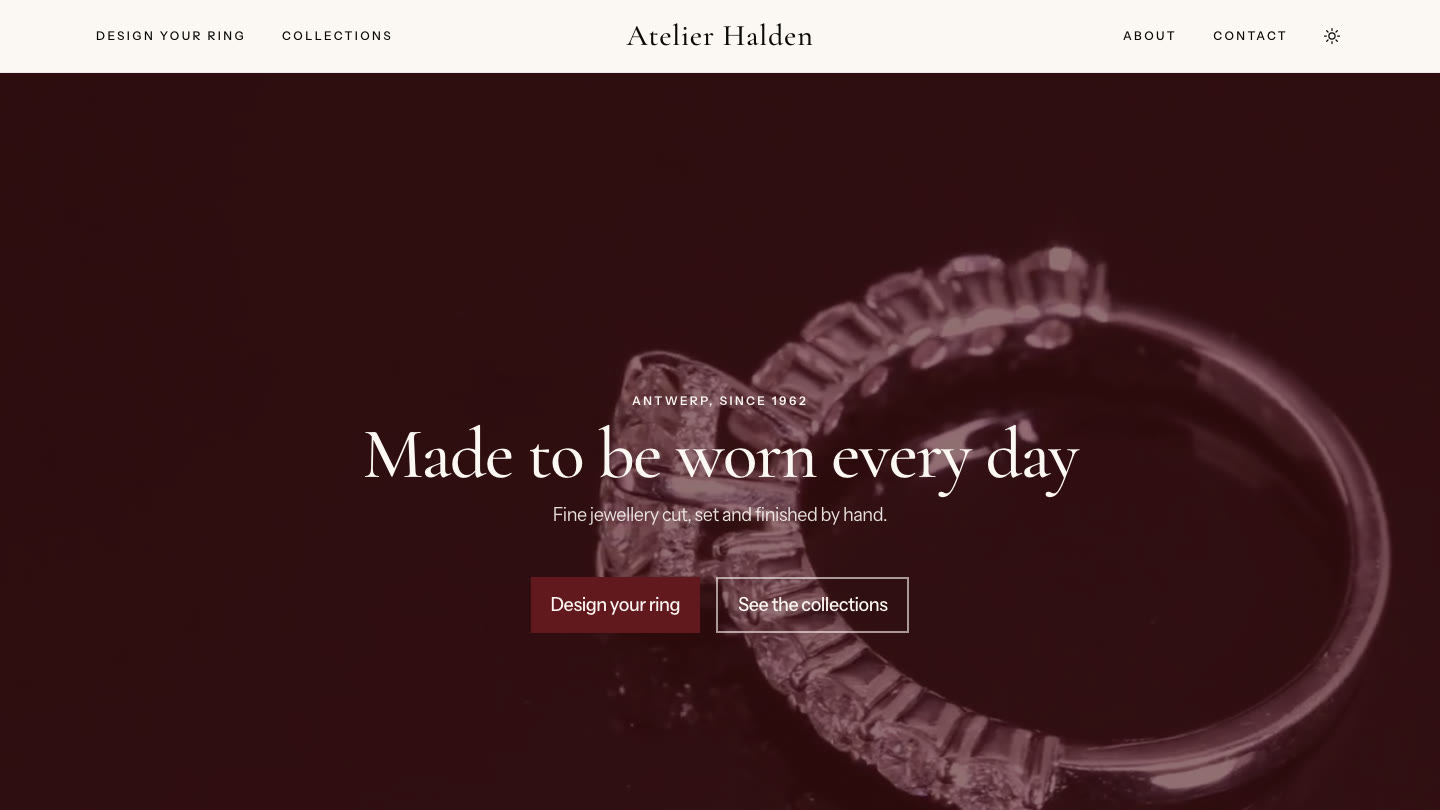 DESIGN YOUR RING
COLLECTIONS
Atelier Halden
ABOUT
CONTACT
ANTWERP, SINCE 1962
Made to be worn every day
Fine jewellery cut, set and finished by hand.
Design your ring
See the collections